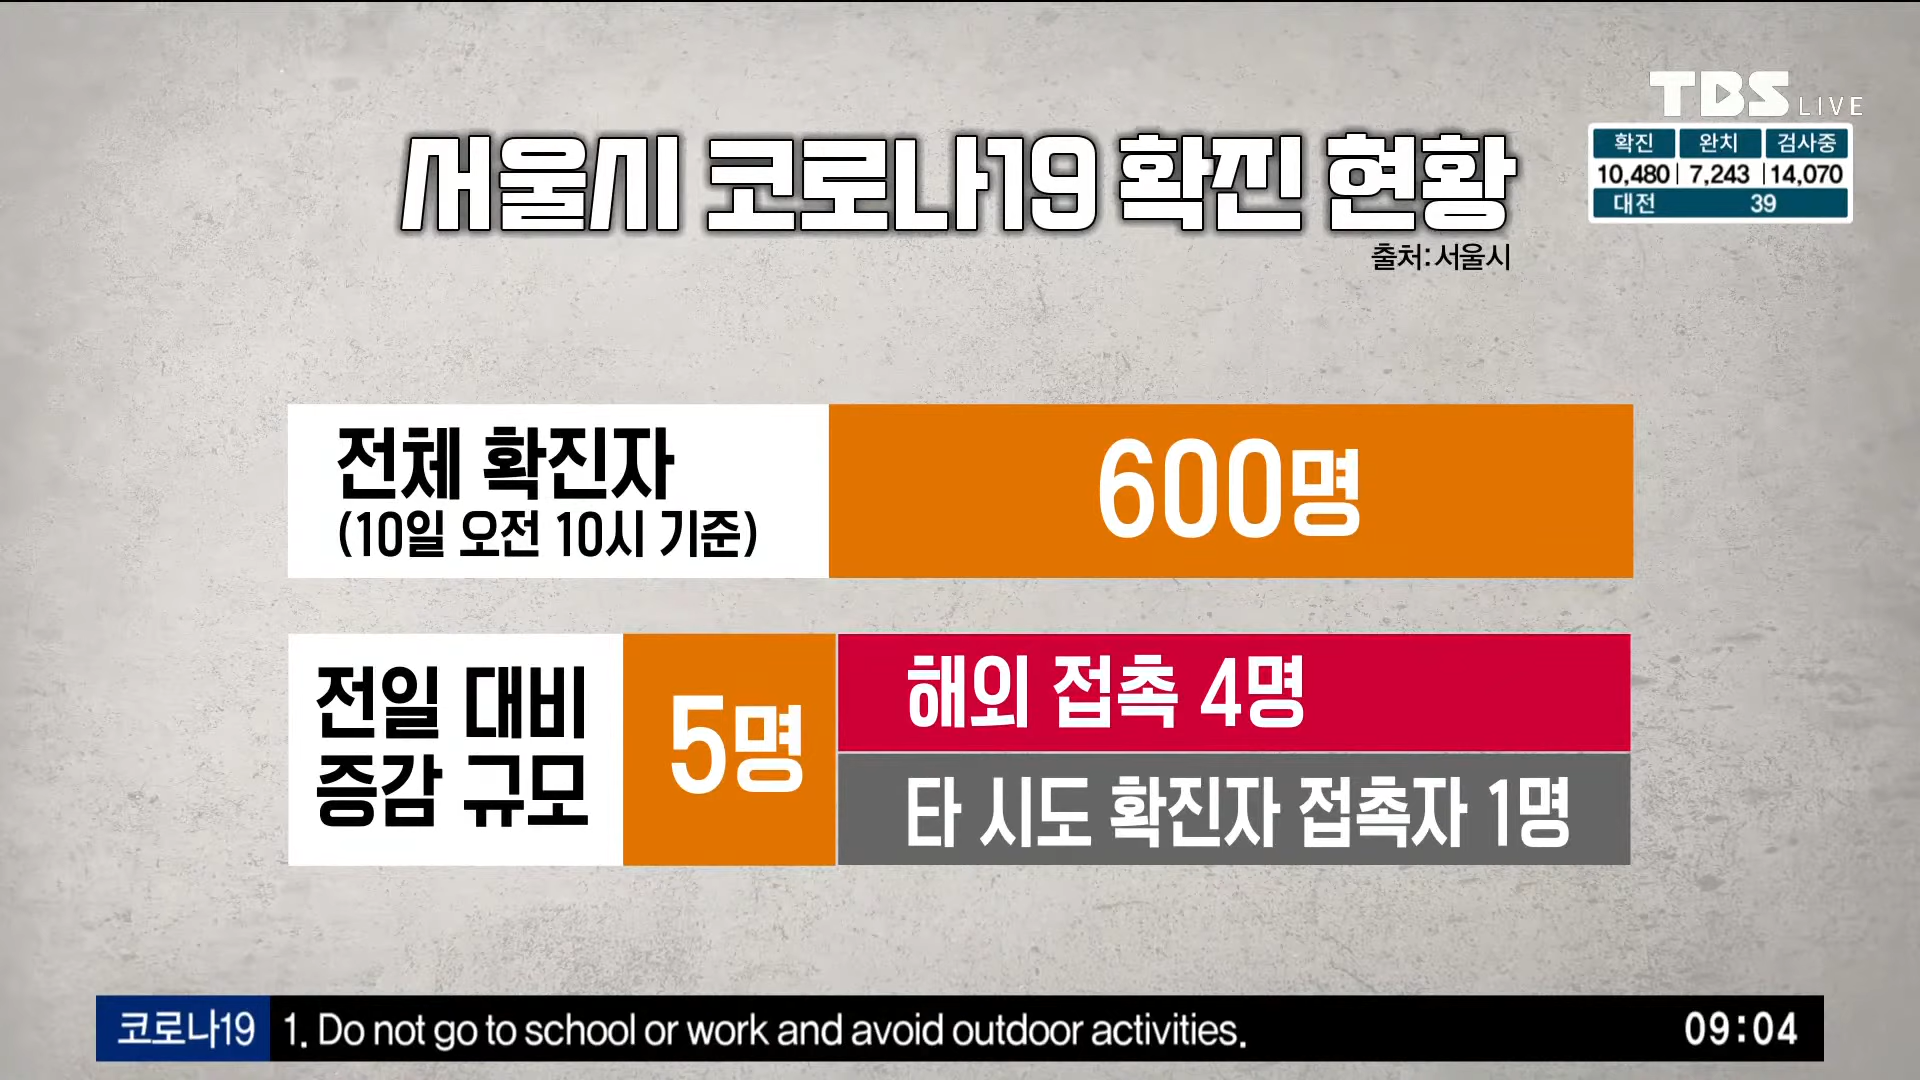 TBS LIVE
서울시 코로나19 확진 현황
출처:서울시
확진 완치 검사중
10,480 7,243 14,070
대전 39
전체 확진자
(10일 오전 10시 기준)
600명
전일 대비
증감 규모
5명
해외 접촉 4명
타 시도 확진자 접촉자 1명
코로나19 1. Do not go to school or work and avoid outdoor activities. 09:04